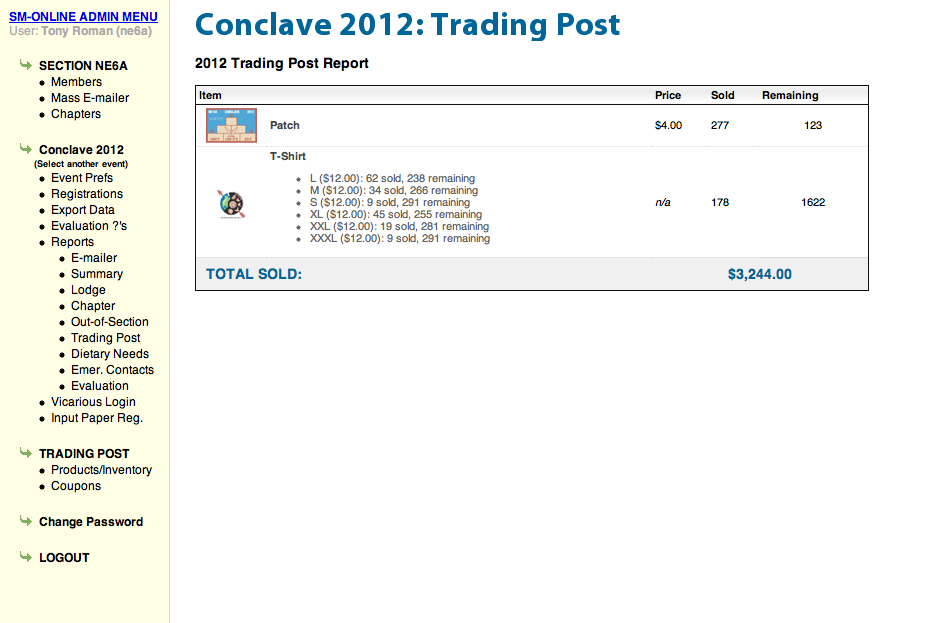 SM-ONLINE ADMIN MENU
User: Tony Roman (ne6a)
SECTION NE6A
Members
Mass E-mailer
Chapters
Conclave 2012
(Select another event)
Event Prefs
Registrations
Export Data
Evaluation ?'s
Reports
E-mailer
Summary
Lodge
Chapter
Out-of-Section
Trading Post
Dietary Needs
Emer. Contacts
Evaluation
Vicarious Login
Input Paper Reg.
TRADING POST
Products/Inventory
Coupons
Change Password
LOGOUT
Conclave 2012: Trading Post
2012 Trading Post Report
Item Price Sold Remaining
Patch $4.00 277 123
T-Shirt
L ($12.00): 62 sold, 238 remaining
M ($12.00): 34 sold, 266 remaining
S ($12.00): 9 sold, 291 remaining
XL ($12.00): 45 sold, 255 remaining
XXL ($12.00): 19 sold, 281 remaining
XXXL ($12.00): 9 sold, 291 remaining
n/a 178 1622
TOTAL SOLD: $3,244.00